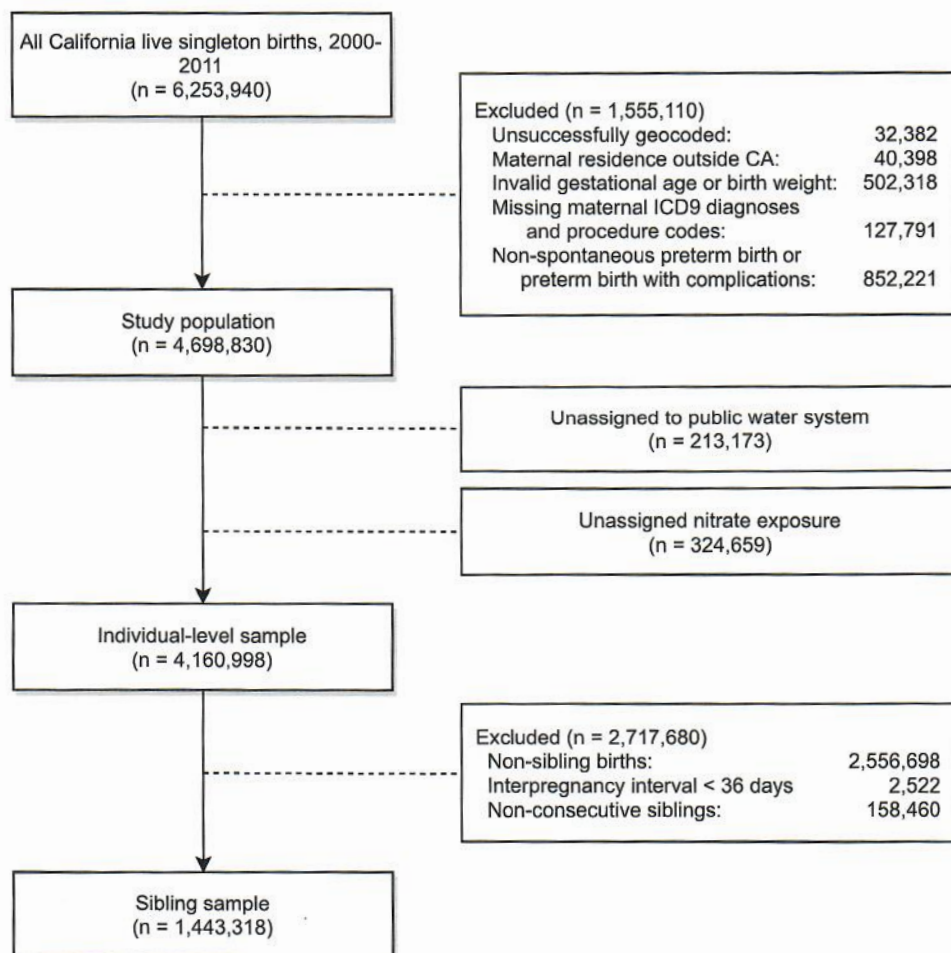 All California live singleton births, 2000-
2011
(n = 6,253,940)
Excluded (n = 1,555,110)
Unsuccessfully geocoded: 32,382
Maternal residence outside CA: 40,398
Invalid gestational age or birth weight: 502,318
Missing maternal ICD9 diagnoses
and procedure codes: 127,791
Non-spontaneous preterm birth or
preterm birth with complications: 852,221
Study population
(n = 4,698,830)
Unassigned to public water system
(n = 213,173)
Unassigned nitrate exposure
(n = 324,659)
Individual-level sample
(n = 4,160,998)
Excluded (n = 2,717,680)
Non-sibling births: 2,556,698
Interpregnancy interval < 36 days 2,522
Non-consecutive siblings: 158,460
Sibling sample
(n = 1,443,318)